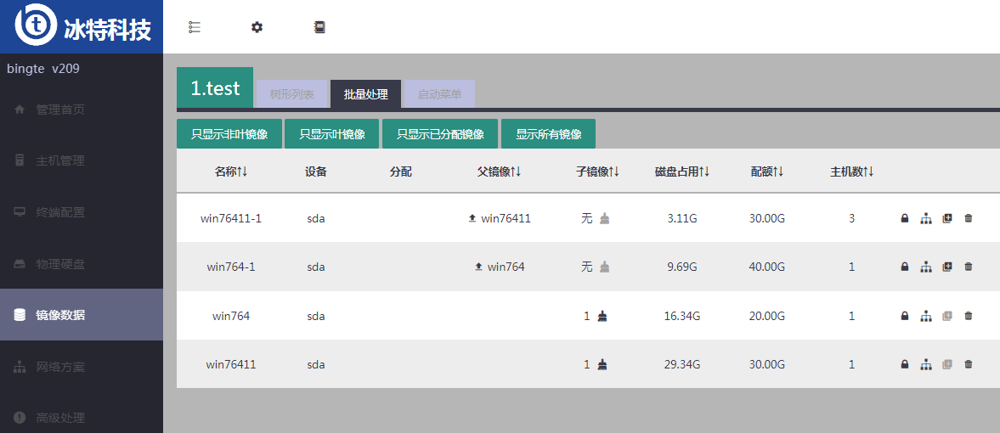 bt 冰特科技
bingte v209
管理首页
主机管理
终端配置
物理硬盘
镜像数据
网络方案
高级处理
1.test 树形列表 批量处理 启动菜单
只显示非叶镜像 只显示叶镜像 只显示已分配镜像 显示所有镜像
名称↑↓ 设备 分配 父镜像↑↓ 子镜像↑↓ 磁盘占用↑↓ 配额↑↓ 主机数↑↓
win76411-1 sda win76411 无 3.11G 30.00G 3
win764-1 sda win764 无 9.69G 40.00G 1
win764 sda 1 16.34G 20.00G 1
win76411 sda 1 29.34G 30.00G 1